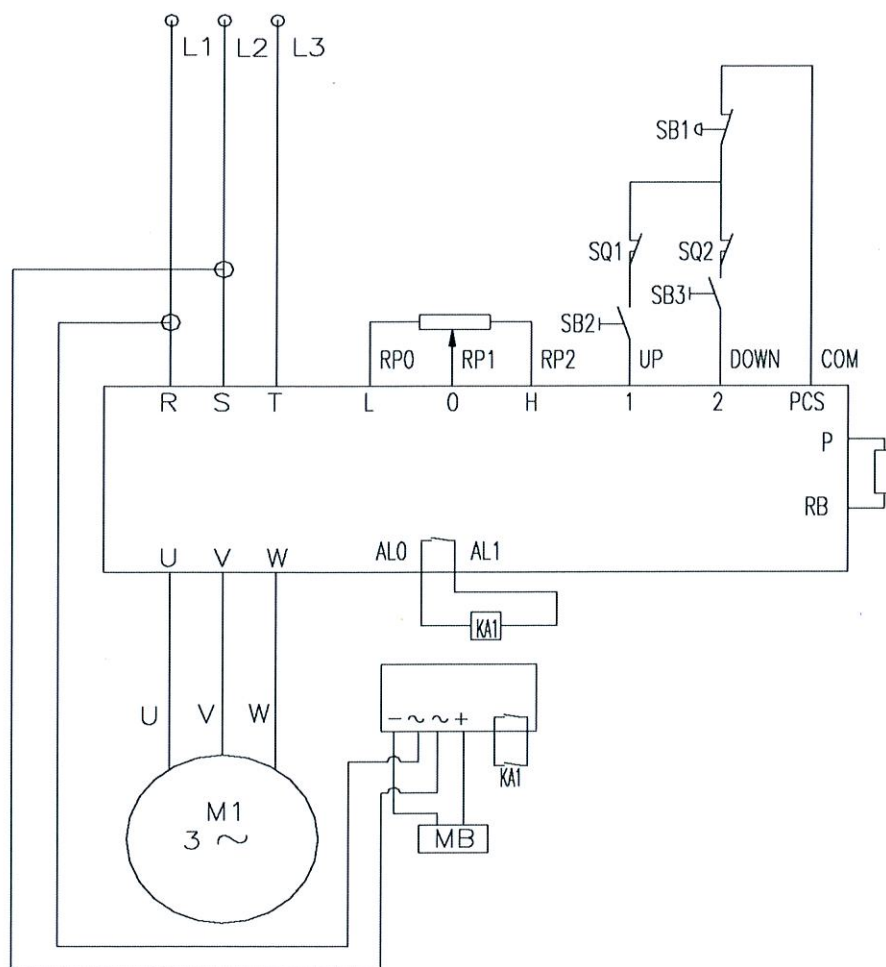 L1 L2 L3
SB1
SQ1 SQ2
SB3
SB2
RP0 RP1 RP2 UP DOWN COM
R S T L 0 H 1 2 PCS
P
RB
U V W AL0 AL1
KA1
U V W
- ~ ~ +
KA1
M1
3 ~
MB